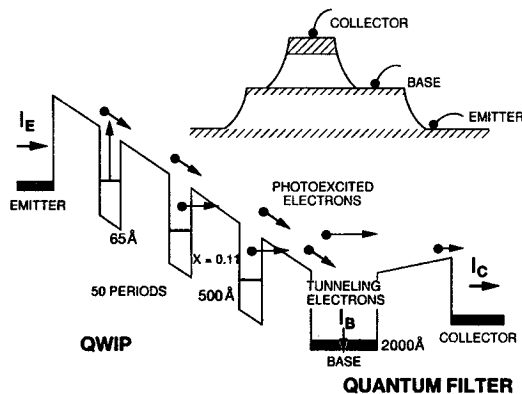 COLLECTOR
BASE
EMITTER
I_E
EMITTER
PHOTOEXCITED
ELECTRONS
65Å
X = 0.11
50 PERIODS
500Å
TUNNELING
ELECTRONS
I_B
I_C
2000Å
BASE
COLLECTOR
QWIP
QUANTUM FILTER